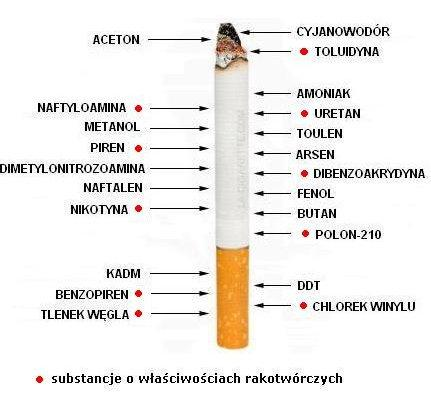 ACETON
CYJANOWODÓR
TOLUIDYNA
AMONIAK
NAFTYLOAMINA
URETAN
METANOL
TOULEN
PIREN
ARSEN
DIMETYLONITROZOAMINA
DIBENZOAKRYDYNA
NAFTALEN
FENOL
NIKOTYNA
BUTAN
POLON-210
KADM
DDT
BENZOPIREN
CHLOREK WINYLU
TLENEK WĘGLA
substancje o właściwościach rakotwórczych